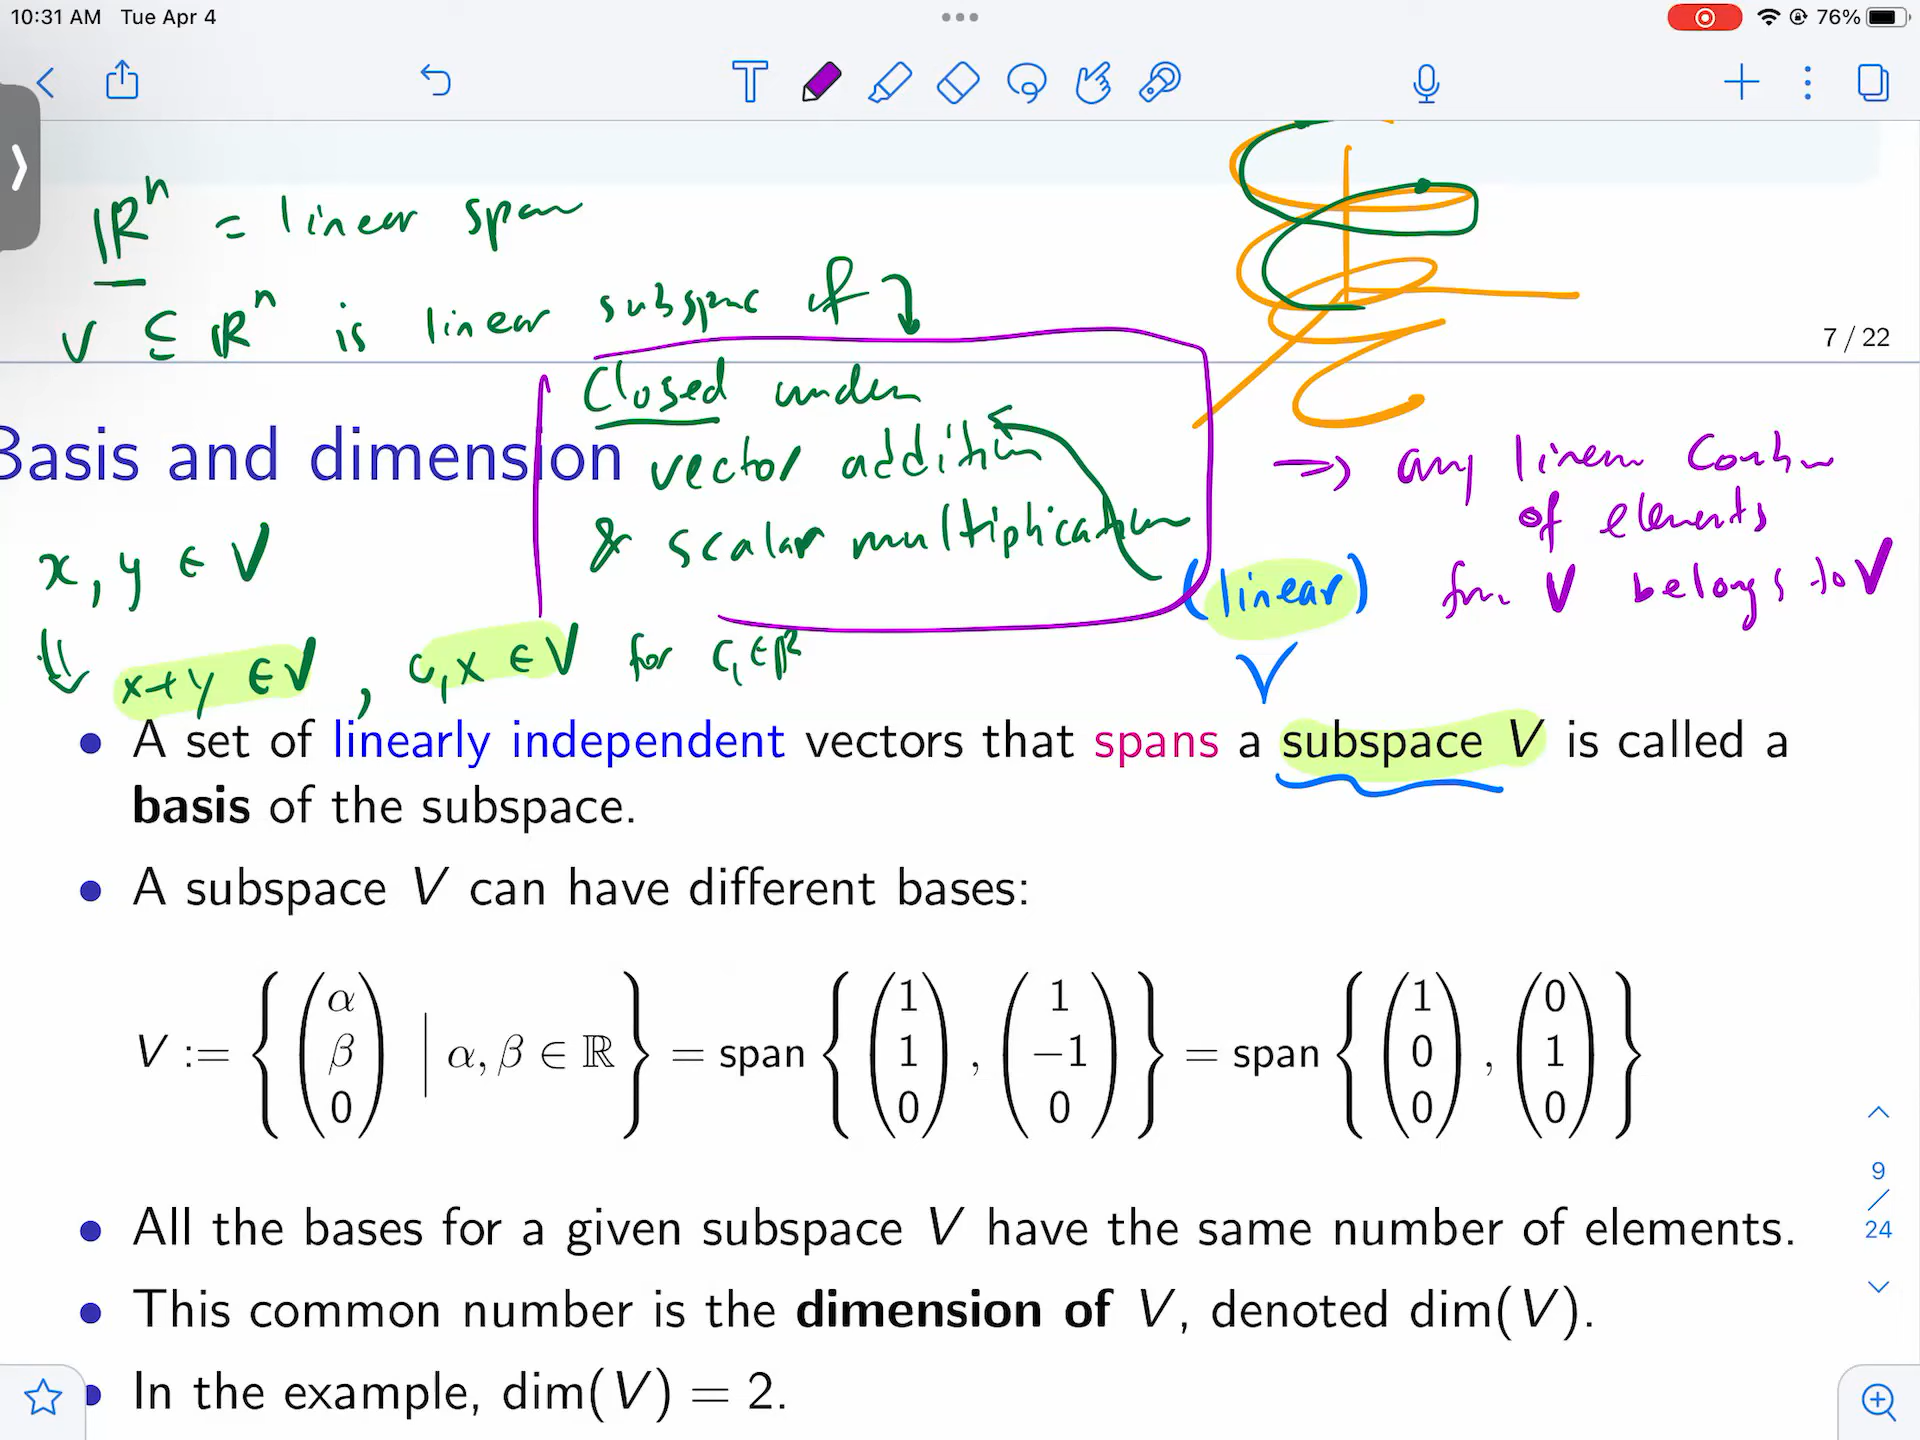 10:31 AM Tue Apr 4
76%
ℝⁿ = linear span
V ⊆ ℝⁿ is linear subspace if
7 / 22
Closed under
vector addition
& scalar multiplication
Basis and dimension
⇒ any linear
of elements
V belongs to V
(linear)
x, y ∈ V
⇓ x+y ∈ V, c₁x ∈ V for c₁ ∈ ℝ
V
• A set of linearly independent vectors that spans a subspace V is called a
basis of the subspace.
• A subspace V can have different bases:
V := { (α β 0) | α, β ∈ ℝ } = span { (1 1 0), (1 −1 0) } = span { (1 0 0), (0 1 0) }
• All the bases for a given subspace V have the same number of elements.
• This common number is the dimension of V, denoted dim(V).
• In the example, dim(V) = 2.
9
/
24